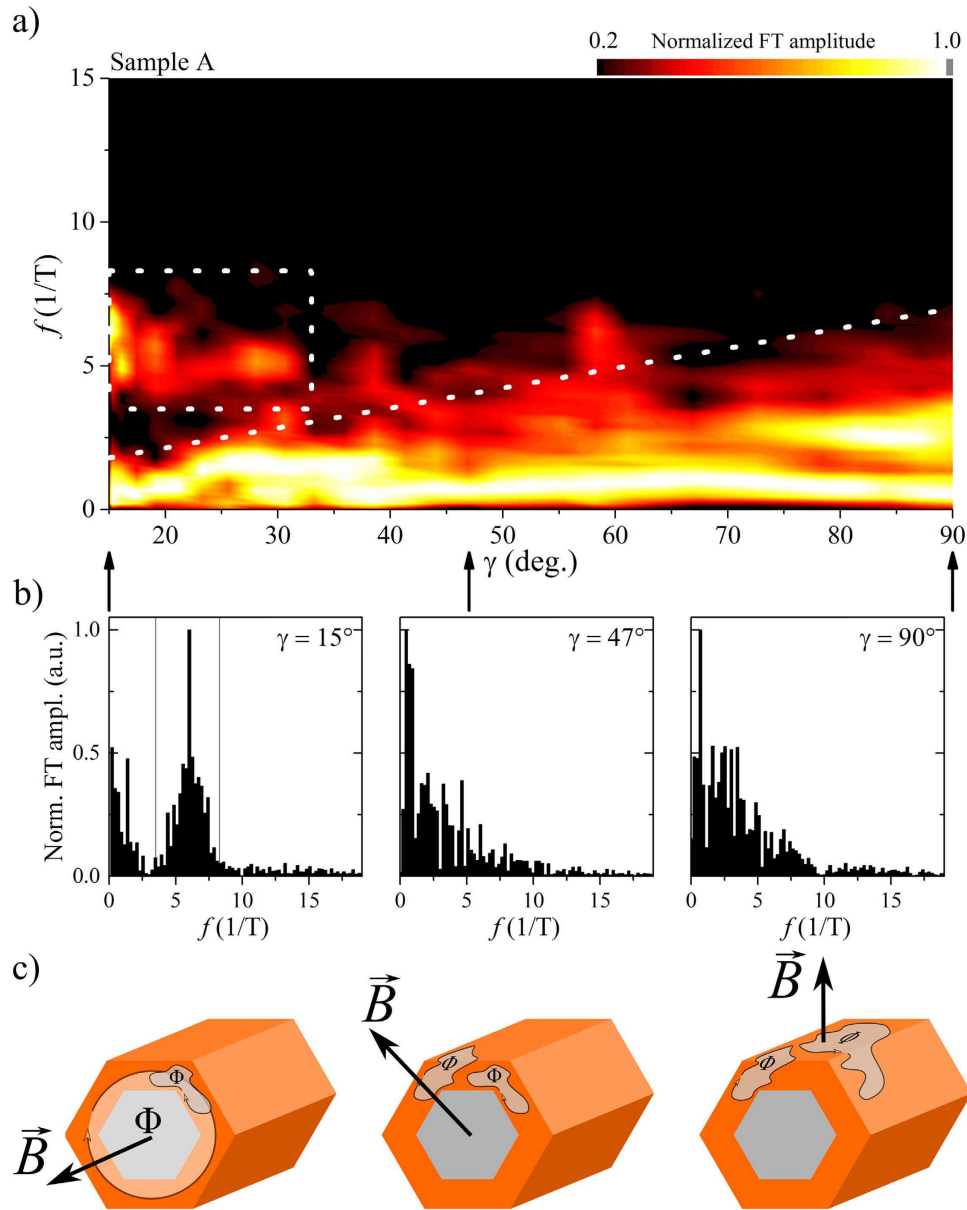 a)
Sample A
0.2 Normalized FT amplitude 1.0
15
10
5
0
f (1/T)
20 30 40 50 60 70 80 90
γ (deg.)
b)
γ = 15° γ = 47° γ = 90°
1.0
0.5
0.0
Norm. FT ampl. (a.u.)
0 5 10 15 0 5 10 15 0 5 10 15
f (1/T) f (1/T) f (1/T)
c)
B Φ Φ
B Φ Φ
B Φ Φ